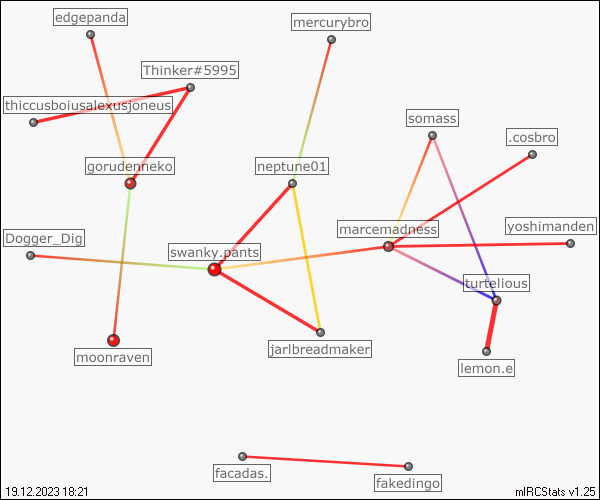 edgepanda
mercurybro
Thinker#5995
thiccusboiusalexusjoneus
somass
.cosbro
gorudenneko
neptune01
marcemadness
yoshimanden
Dogger_Dig
swanky.pants
turtelious
moonraven
jarlbreadmaker
lemon.e
facadas.
fakedingo
19.12.2023 18:21
mIRCStats v1.25